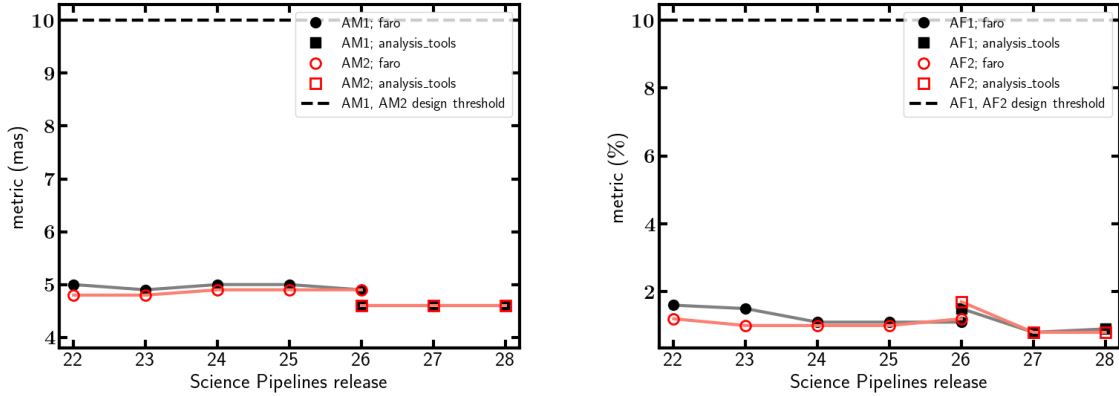 10
9
8
7
6
5
4
metric (mas)
22 23 24 25 26 27 28
Science Pipelines release
AM1; faro
AM1; analysis_tools
AM2; faro
AM2; analysis_tools
AM1, AM2 design threshold
10
8
6
4
2
metric (%)
22 23 24 25 26 27 28
Science Pipelines release
AF1; faro
AF1; analysis_tools
AF2; faro
AF2; analysis_tools
AF1, AF2 design threshold